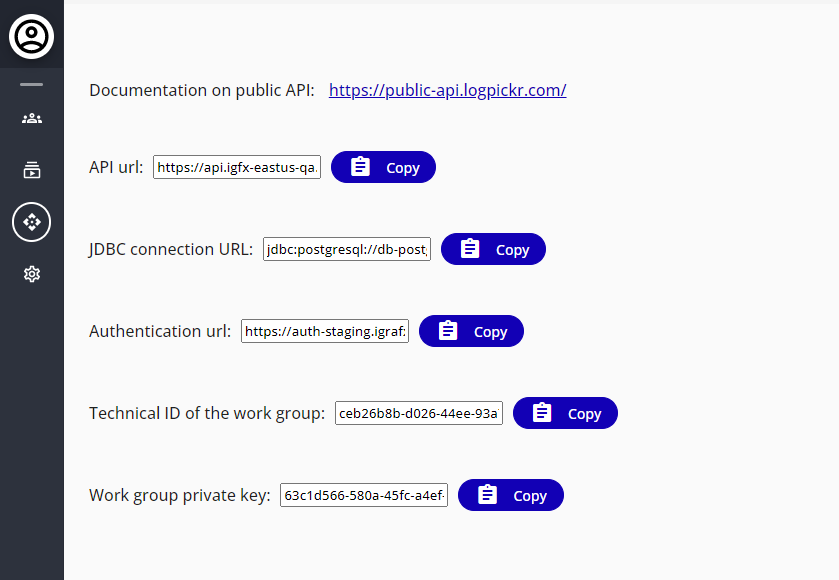 Documentation on public API: https://public-api.logpickr.com/
API url: https://api.igfx-eastus-qa. Copy
JDBC connection URL: jdbc:postgresql://db-post Copy
Authentication url: https://auth-staging.igraf Copy
Technical ID of the work group: ceb26b8b-d026-44ee-93a Copy
Work group private key: 63c1d566-580a-45fc-a4ef- Copy